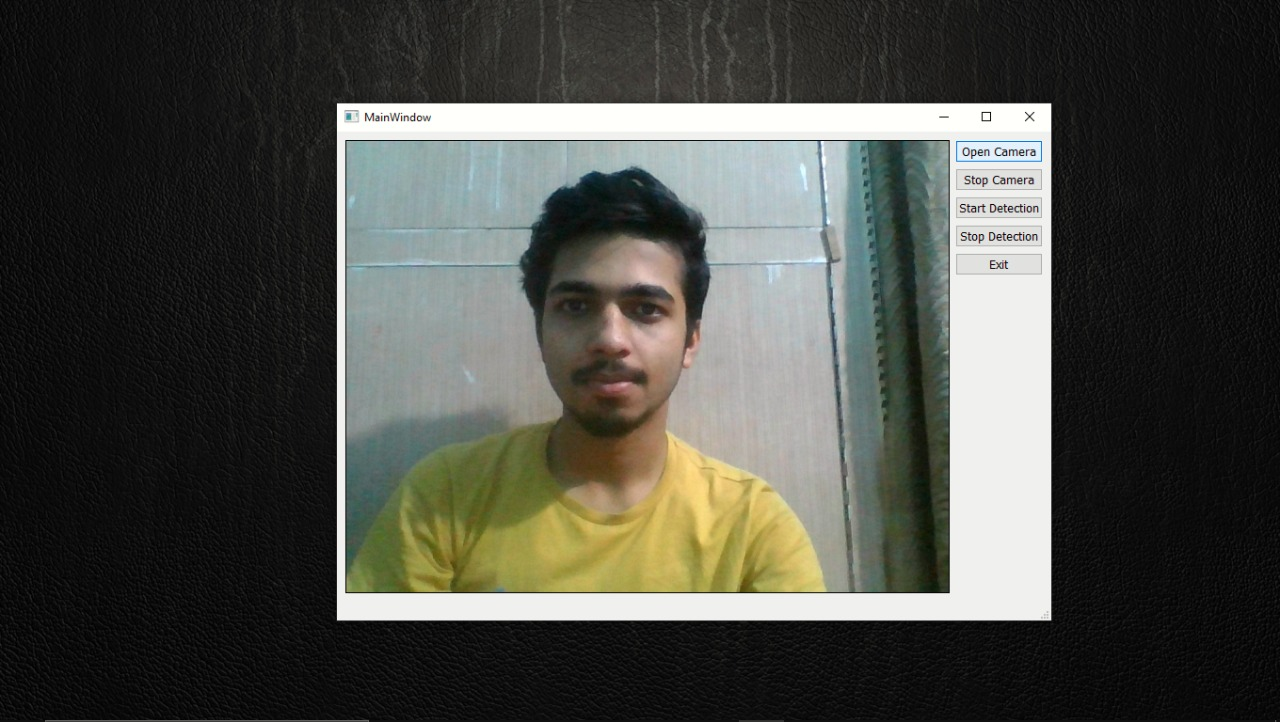 MainWindow
Open Camera
Stop Camera
Start Detection
Stop Detection
Exit